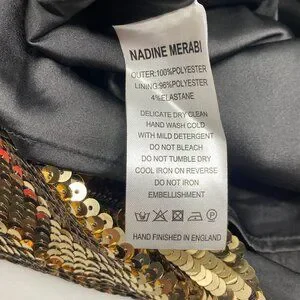 NADINE MERABI
OUTER:100%POLYESTER
LINING:96%POLYESTER
4%ELASTANE
DELICATE DRY CLEAN
HAND WASH COLD
WITH MILD DETERGENT
DO NOT BLEACH
DO NOT TUMBLE DRY
COOL IRON ON REVERSE
DO NOT IRON
EMBELLISHMENT
HAND FINISHED IN ENGLAND